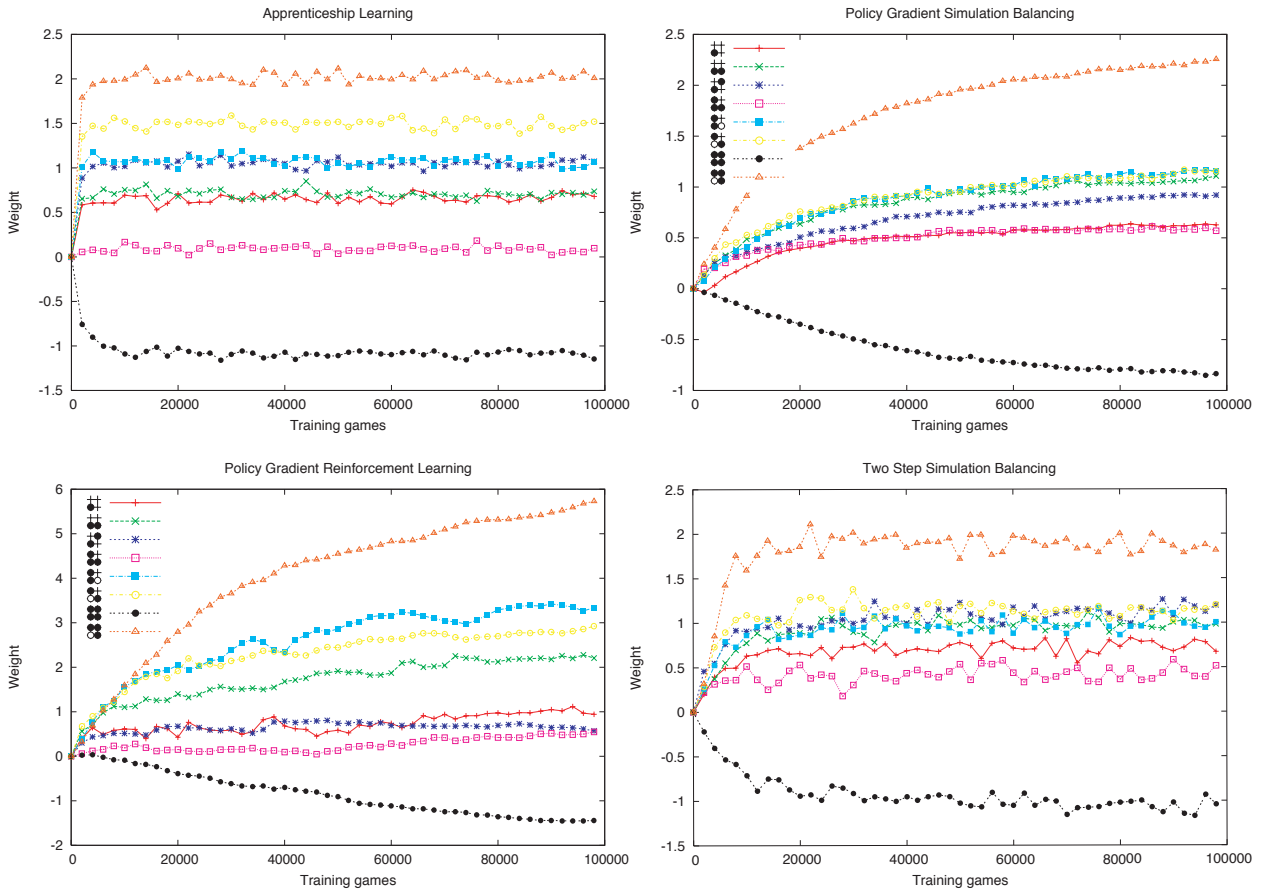 Apprenticeship Learning
2.5
2
1.5
1
0.5
0
-0.5
-1
-1.5
Weight
0 20000 40000 60000 80000 100000
Training games
Policy Gradient Simulation Balancing
2.5
2
1.5
1
0.5
0
-0.5
-1
Weight
0 20000 40000 60000 80000 100000
Training games
Policy Gradient Reinforcement Learning
6
5
4
3
2
1
0
-1
-2
Weight
0 20000 40000 60000 80000 100000
Training games
Two Step Simulation Balancing
2.5
2
1.5
1
0.5
0
-0.5
-1
-1.5
Weight
0 20000 40000 60000 80000 100000
Training games